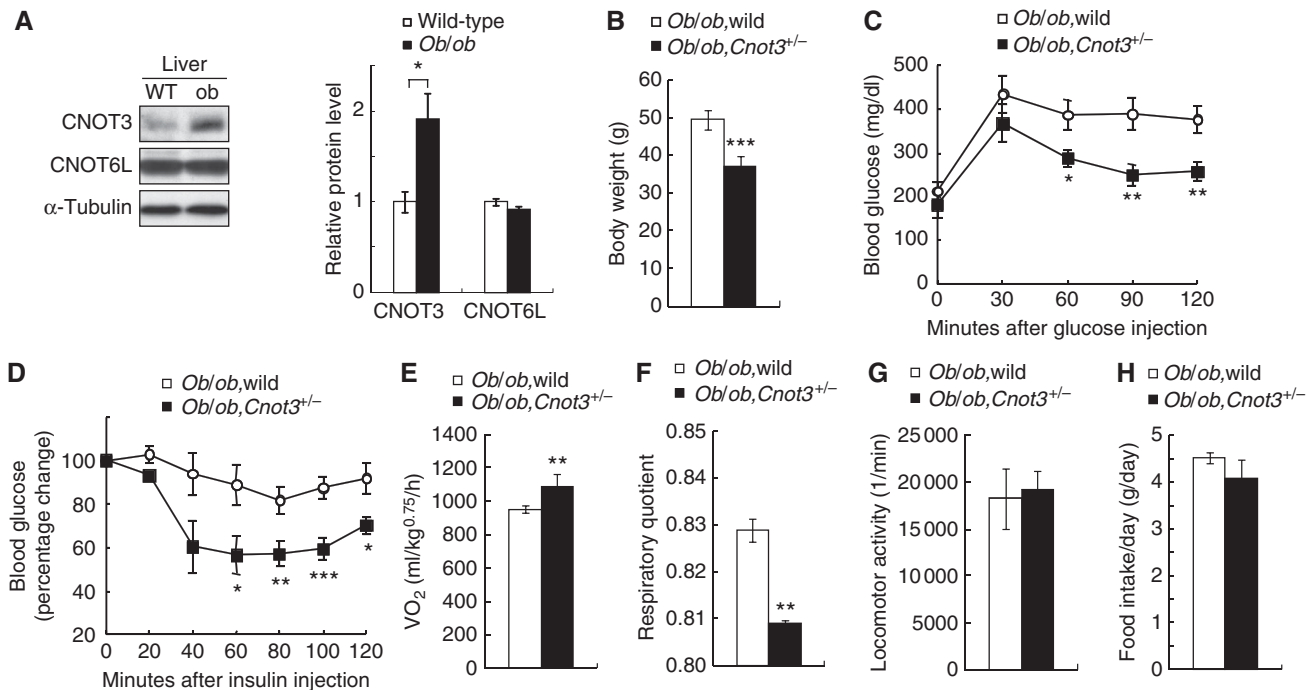 A
Liver
WT ob
CNOT3
CNOT6L
α-Tubulin
Wild-type
Ob/ob
Relative protein level
*
2
1
0
CNOT3 CNOT6L
B
Ob/ob,wild
Ob/ob,Cnot3+/−
Body weight (g)
60
50
40
30
20
10
0
***
C
Ob/ob,wild
Ob/ob,Cnot3+/−
Blood glucose (mg/dl)
500
400
300
200
100
0
* ** **
0 30 60 90 120
Minutes after glucose injection
D
Ob/ob,wild
Ob/ob,Cnot3+/−
Blood glucose
(percentage change)
100
80
60
40
20
* ** *** *
0 20 40 60 80 100 120
Minutes after insulin injection
E
Ob/ob,wild
Ob/ob,Cnot3+/−
VO2 (ml/kg0.75/h)
1400
1200
1000
800
600
400
200
0
**
F
Ob/ob,wild
Ob/ob,Cnot3+/−
Respiratory quotient
0.85
0.84
0.83
0.82
0.81
0.80
**
G
Ob/ob,wild
Ob/ob,Cnot3+/−
Locomotor activity (1/min)
25 000
20 000
15 000
10 000
5000
0
H
Ob/ob,wild
Ob/ob,Cnot3+/−
Food intake/day (g/day)
5
4
3
2
1
0